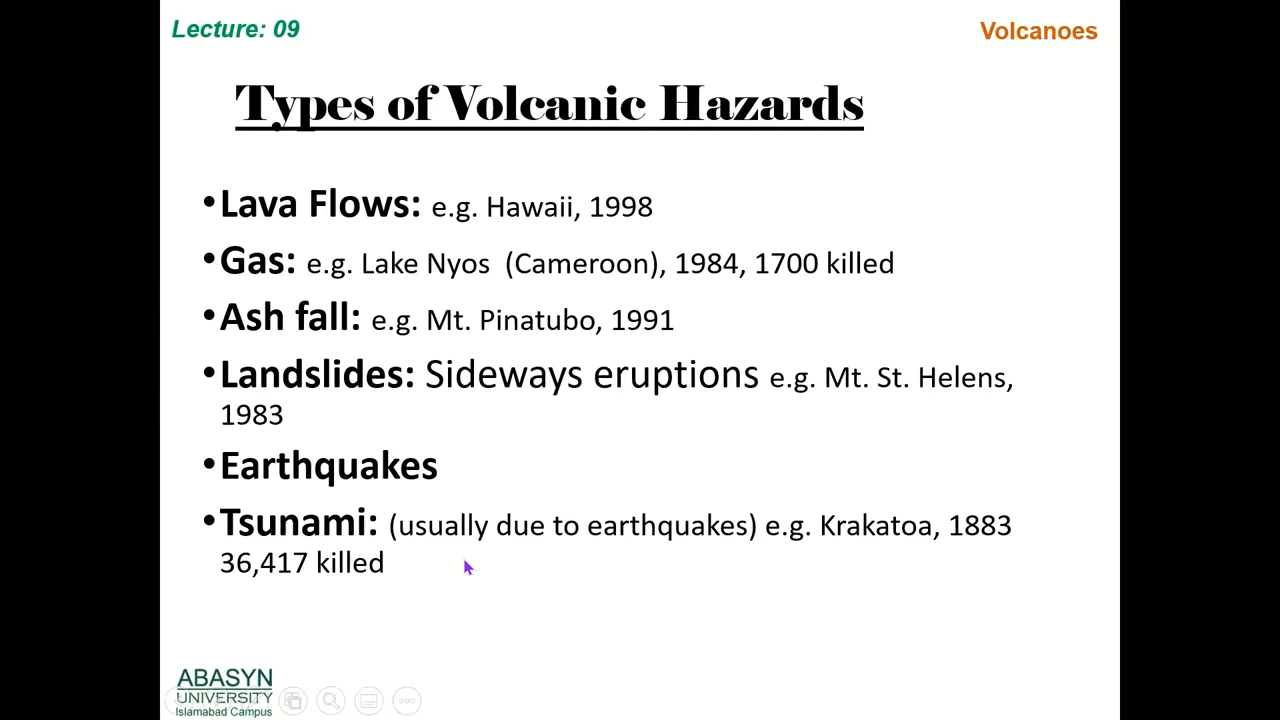 Lecture: 09
Volcanoes
Types of Volcanic Hazards
•Lava Flows: e.g. Hawaii, 1998
•Gas: e.g. Lake Nyos (Cameroon), 1984, 1700 killed
•Ash fall: e.g. Mt. Pinatubo, 1991
•Landslides: Sideways eruptions e.g. Mt. St. Helens,
1983
•Earthquakes
•Tsunami: (usually due to earthquakes) e.g. Krakatoa, 1883
36,417 killed
ABASYN
UNIVERSITY
Islamabad Campus